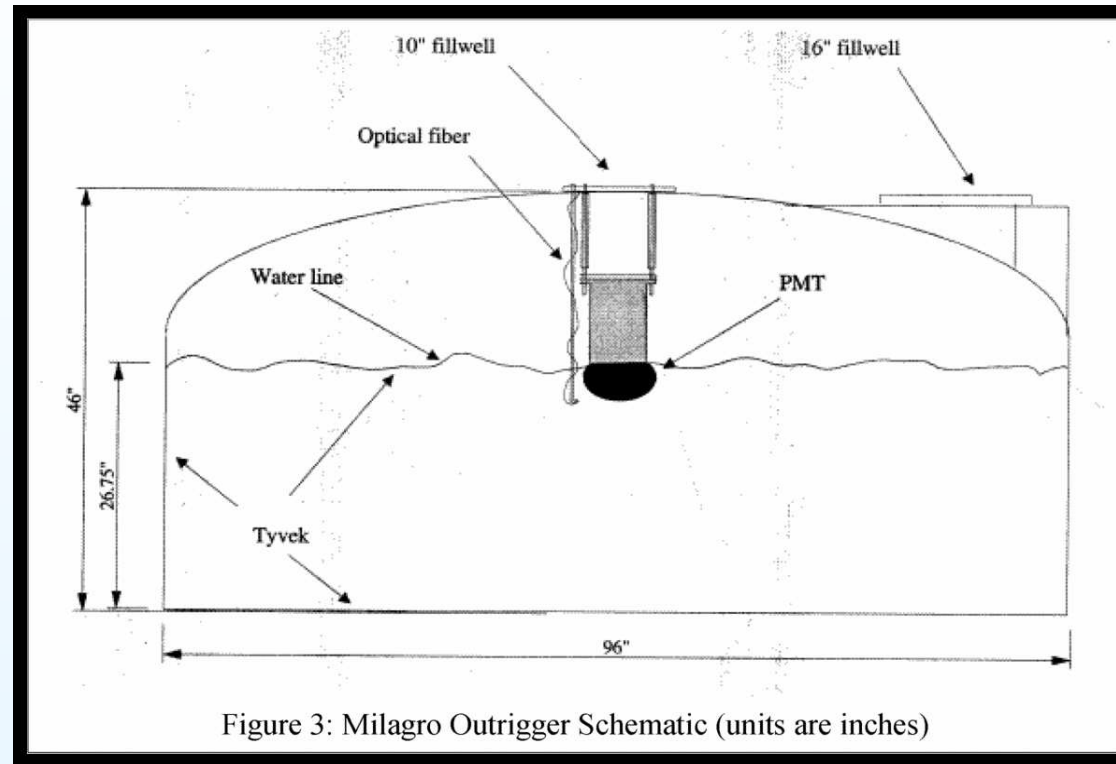 10" fillwell
16" fillwell
Optical fiber
Water line
PMT
46"
26.75"
Tyvek
96"
Figure 3: Milagro Outrigger Schematic (units are inches)